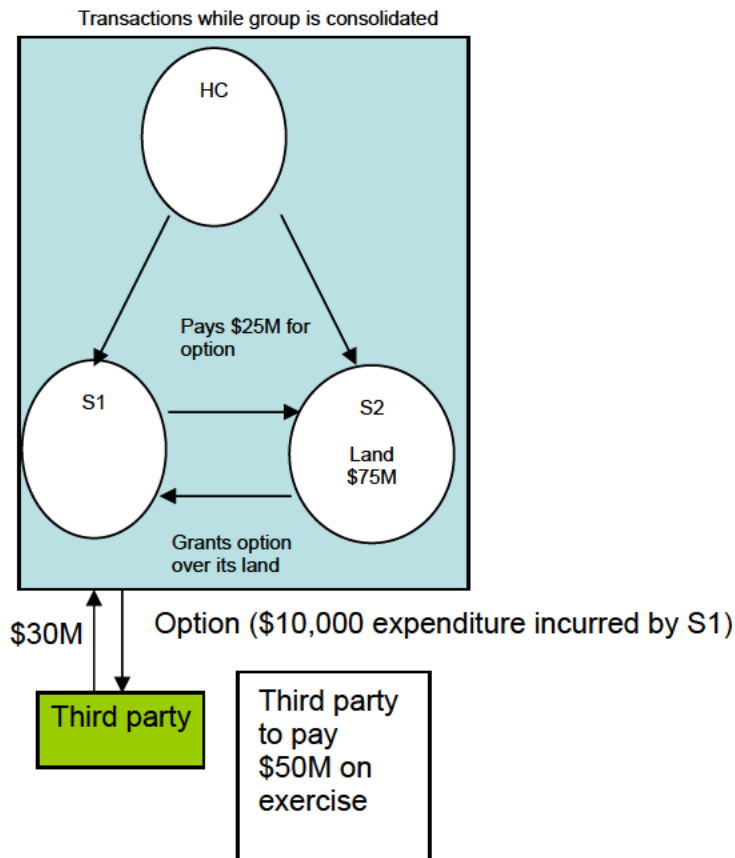 Transactions while group is consolidated
HC
Pays $25M for
option
S1
S2
Land
$75M
Grants option
over its land
$30M
Option ($10,000 expenditure incurred by S1)
Third party
Third party
to pay
$50M on
exercise